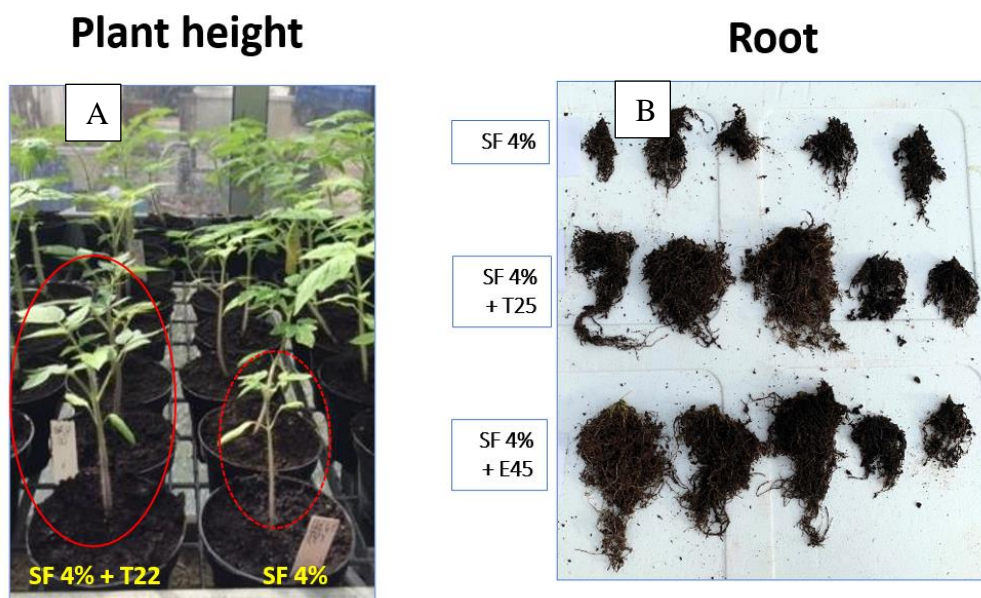 Plant height
Root
A
SF 4% + T22
SF 4%
B
SF 4%
SF 4%
+ T25
SF 4%
+ E45